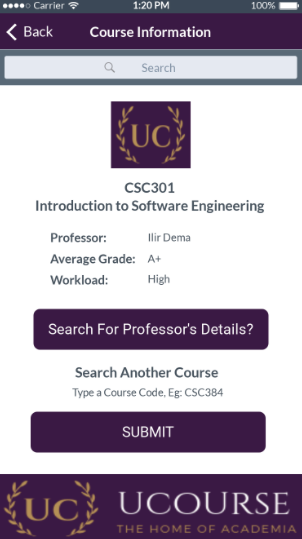 Carrier 1:20 PM 100%
Back Course Information
Search
UC
CSC301
Introduction to Software Engineering
Professor: Ilir Dema
Average Grade: A+
Workload: High
Search For Professor's Details?
Search Another Course
Type a Course Code, Eg: CSC384
SUBMIT
UC UCOURSE
THE HOME OF ACADEMIA